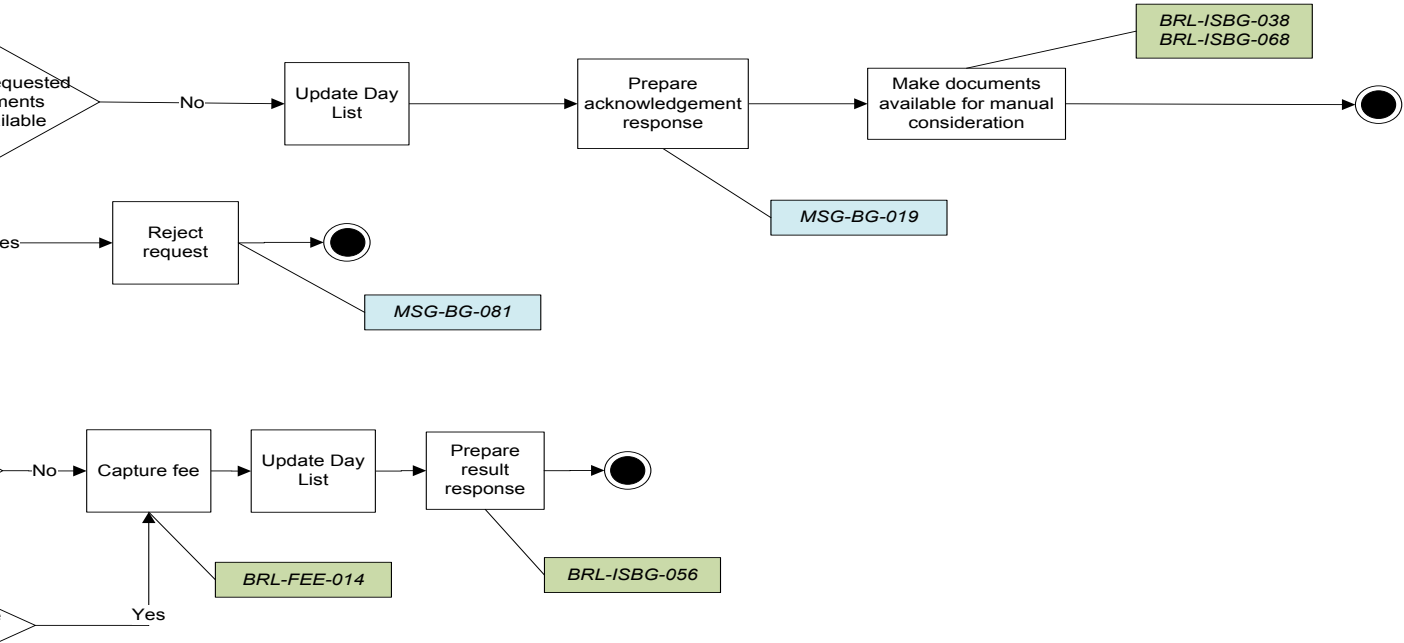 BRL-ISBG-038
BRL-ISBG-068
equested
ments
ilable
No
Update Day
List
Prepare
acknowledgement
response
Make documents
available for manual
consideration
MSG-BG-019
es
Reject
request
MSG-BG-081
No
Capture fee
Update Day
List
Prepare
result
response
BRL-FEE-014
BRL-ISBG-056
Yes